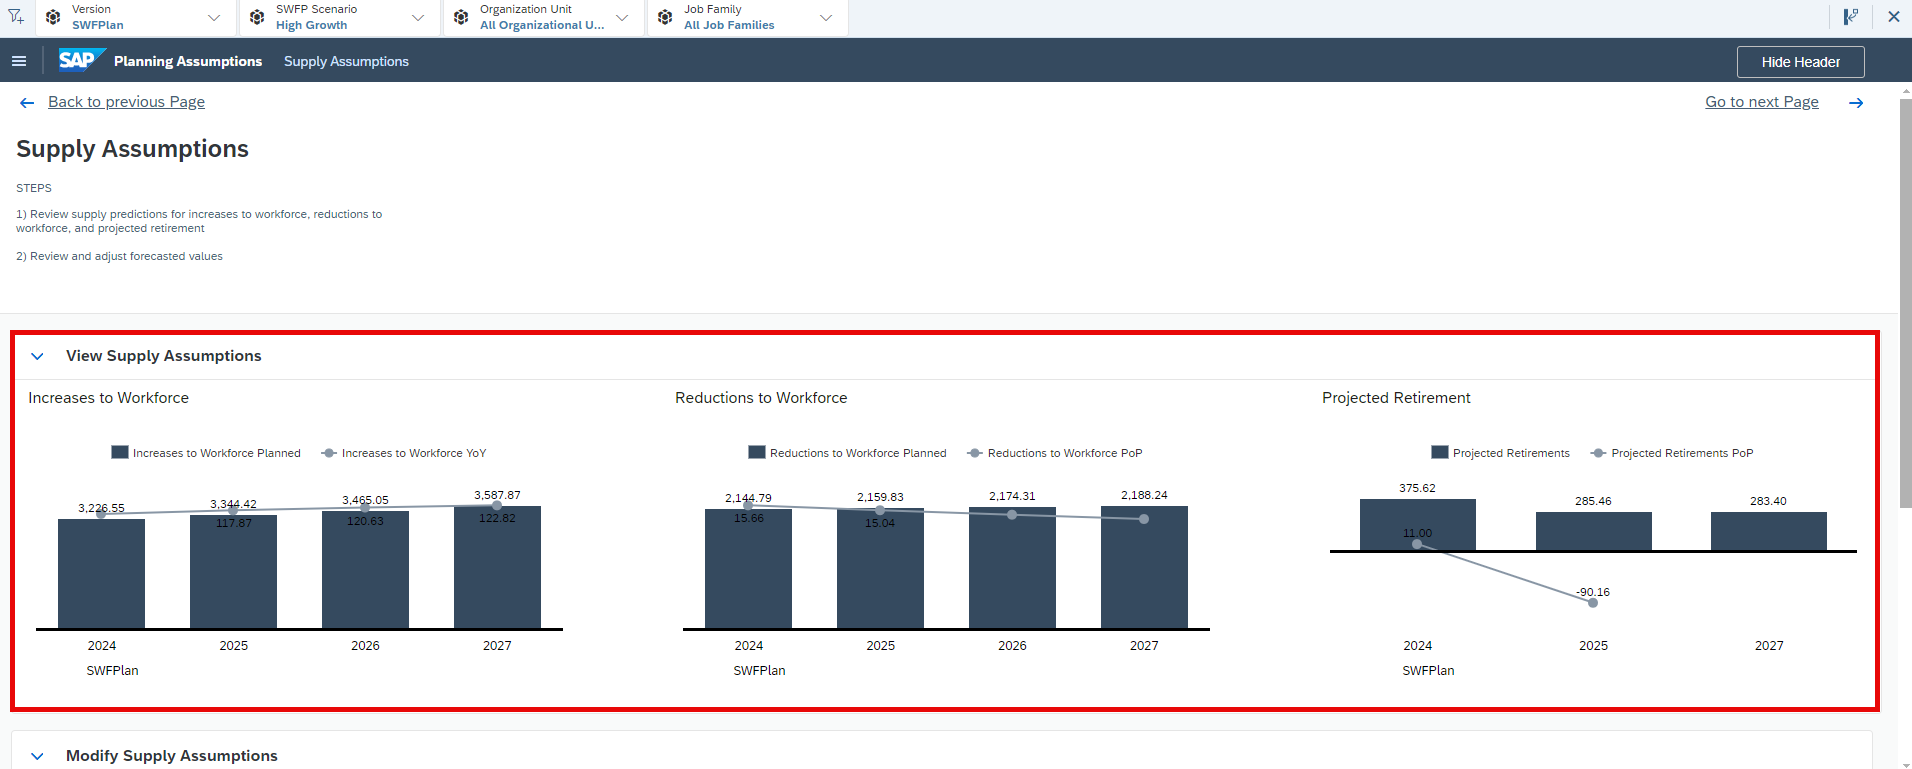 Version
SWFPlan
SWFP Scenario
High Growth
Organization Unit
All Organizational U...
Job Family
All Job Families
SAP Planning Assumptions Supply Assumptions Hide Header
Back to previous Page Go to next Page
Supply Assumptions
STEPS
1) Review supply predictions for increases to workforce, reductions to
workforce, and projected retirement
2) Review and adjust forecasted values
View Supply Assumptions
Increases to Workforce
Increases to Workforce Planned Increases to Workforce YoY
3,226.55 3,344.42 3,465.05 3,587.87
117.87 120.63 122.82
2024 2025 2026 2027
SWFPlan
Reductions to Workforce
Reductions to Workforce Planned Reductions to Workforce PoP
2,144.79 2,159.83 2,174.31 2,188.24
15.66 15.04
2024 2025 2026 2027
SWFPlan
Projected Retirement
Projected Retirements Projected Retirements PoP
375.62 285.46 283.40
11.00
-90.16
2024 2025 2027
SWFPlan
Modify Supply Assumptions